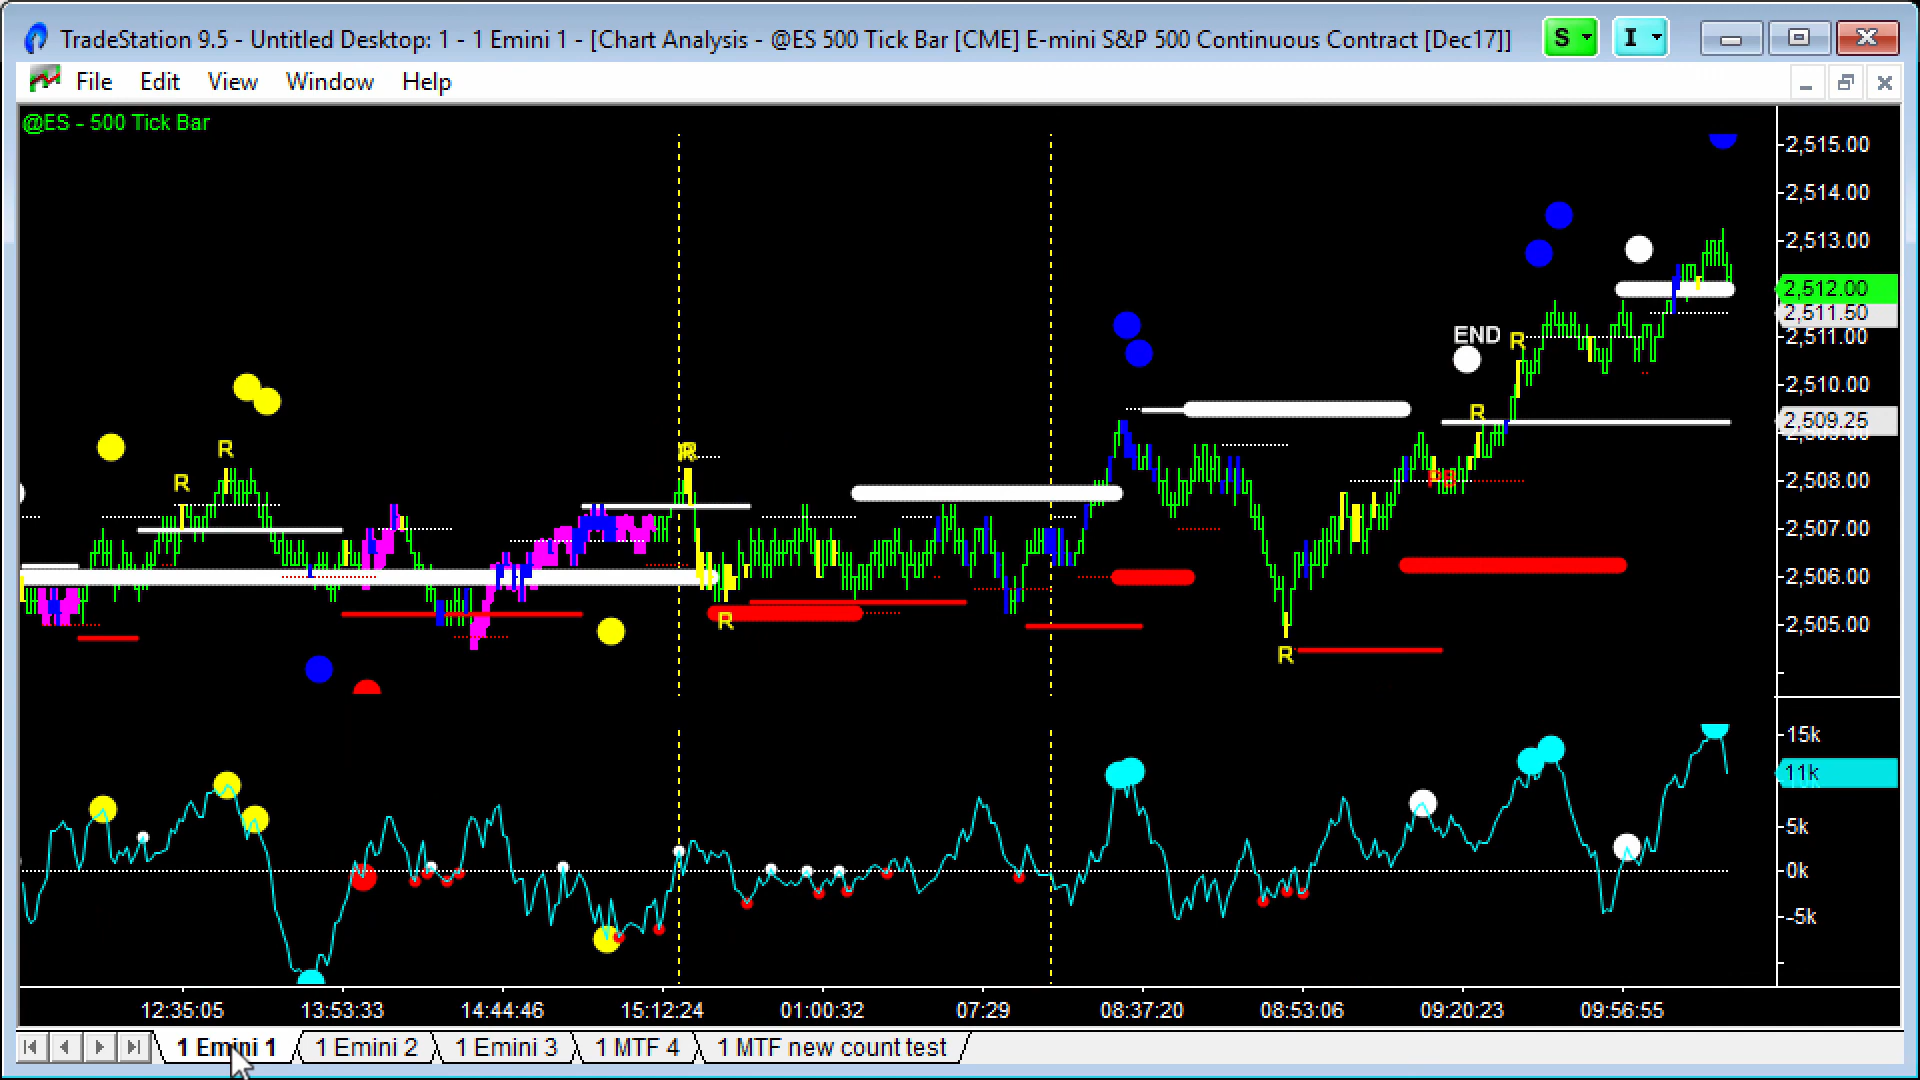 TradeStation 9.5 - Untitled Desktop: 1 - 1 Emini 1 - [Chart Analysis - @ES 500 Tick Bar [CME] E-mini S&P 500 Continuous Contract [Dec17]]
S I
File Edit View Window Help
@ES - 500 Tick Bar
2,515.00
2,514.00
2,513.00
2,512.00
2,511.50
END
R
2,511.00
2,510.00
R
2,509.25
R
R
R
2,508.00
R
2,507.00
2,506.00
R
2,505.00
R
15k
11k
5k
0k
-5k
12:35:05 13:53:33 14:44:46 15:12:24 01:00:32 07:29 08:37:20 08:53:06 09:20:23 09:56:55
1 Emini 1 1 Emini 2 1 Emini 3 1 MTF 4 1 MTF new count test